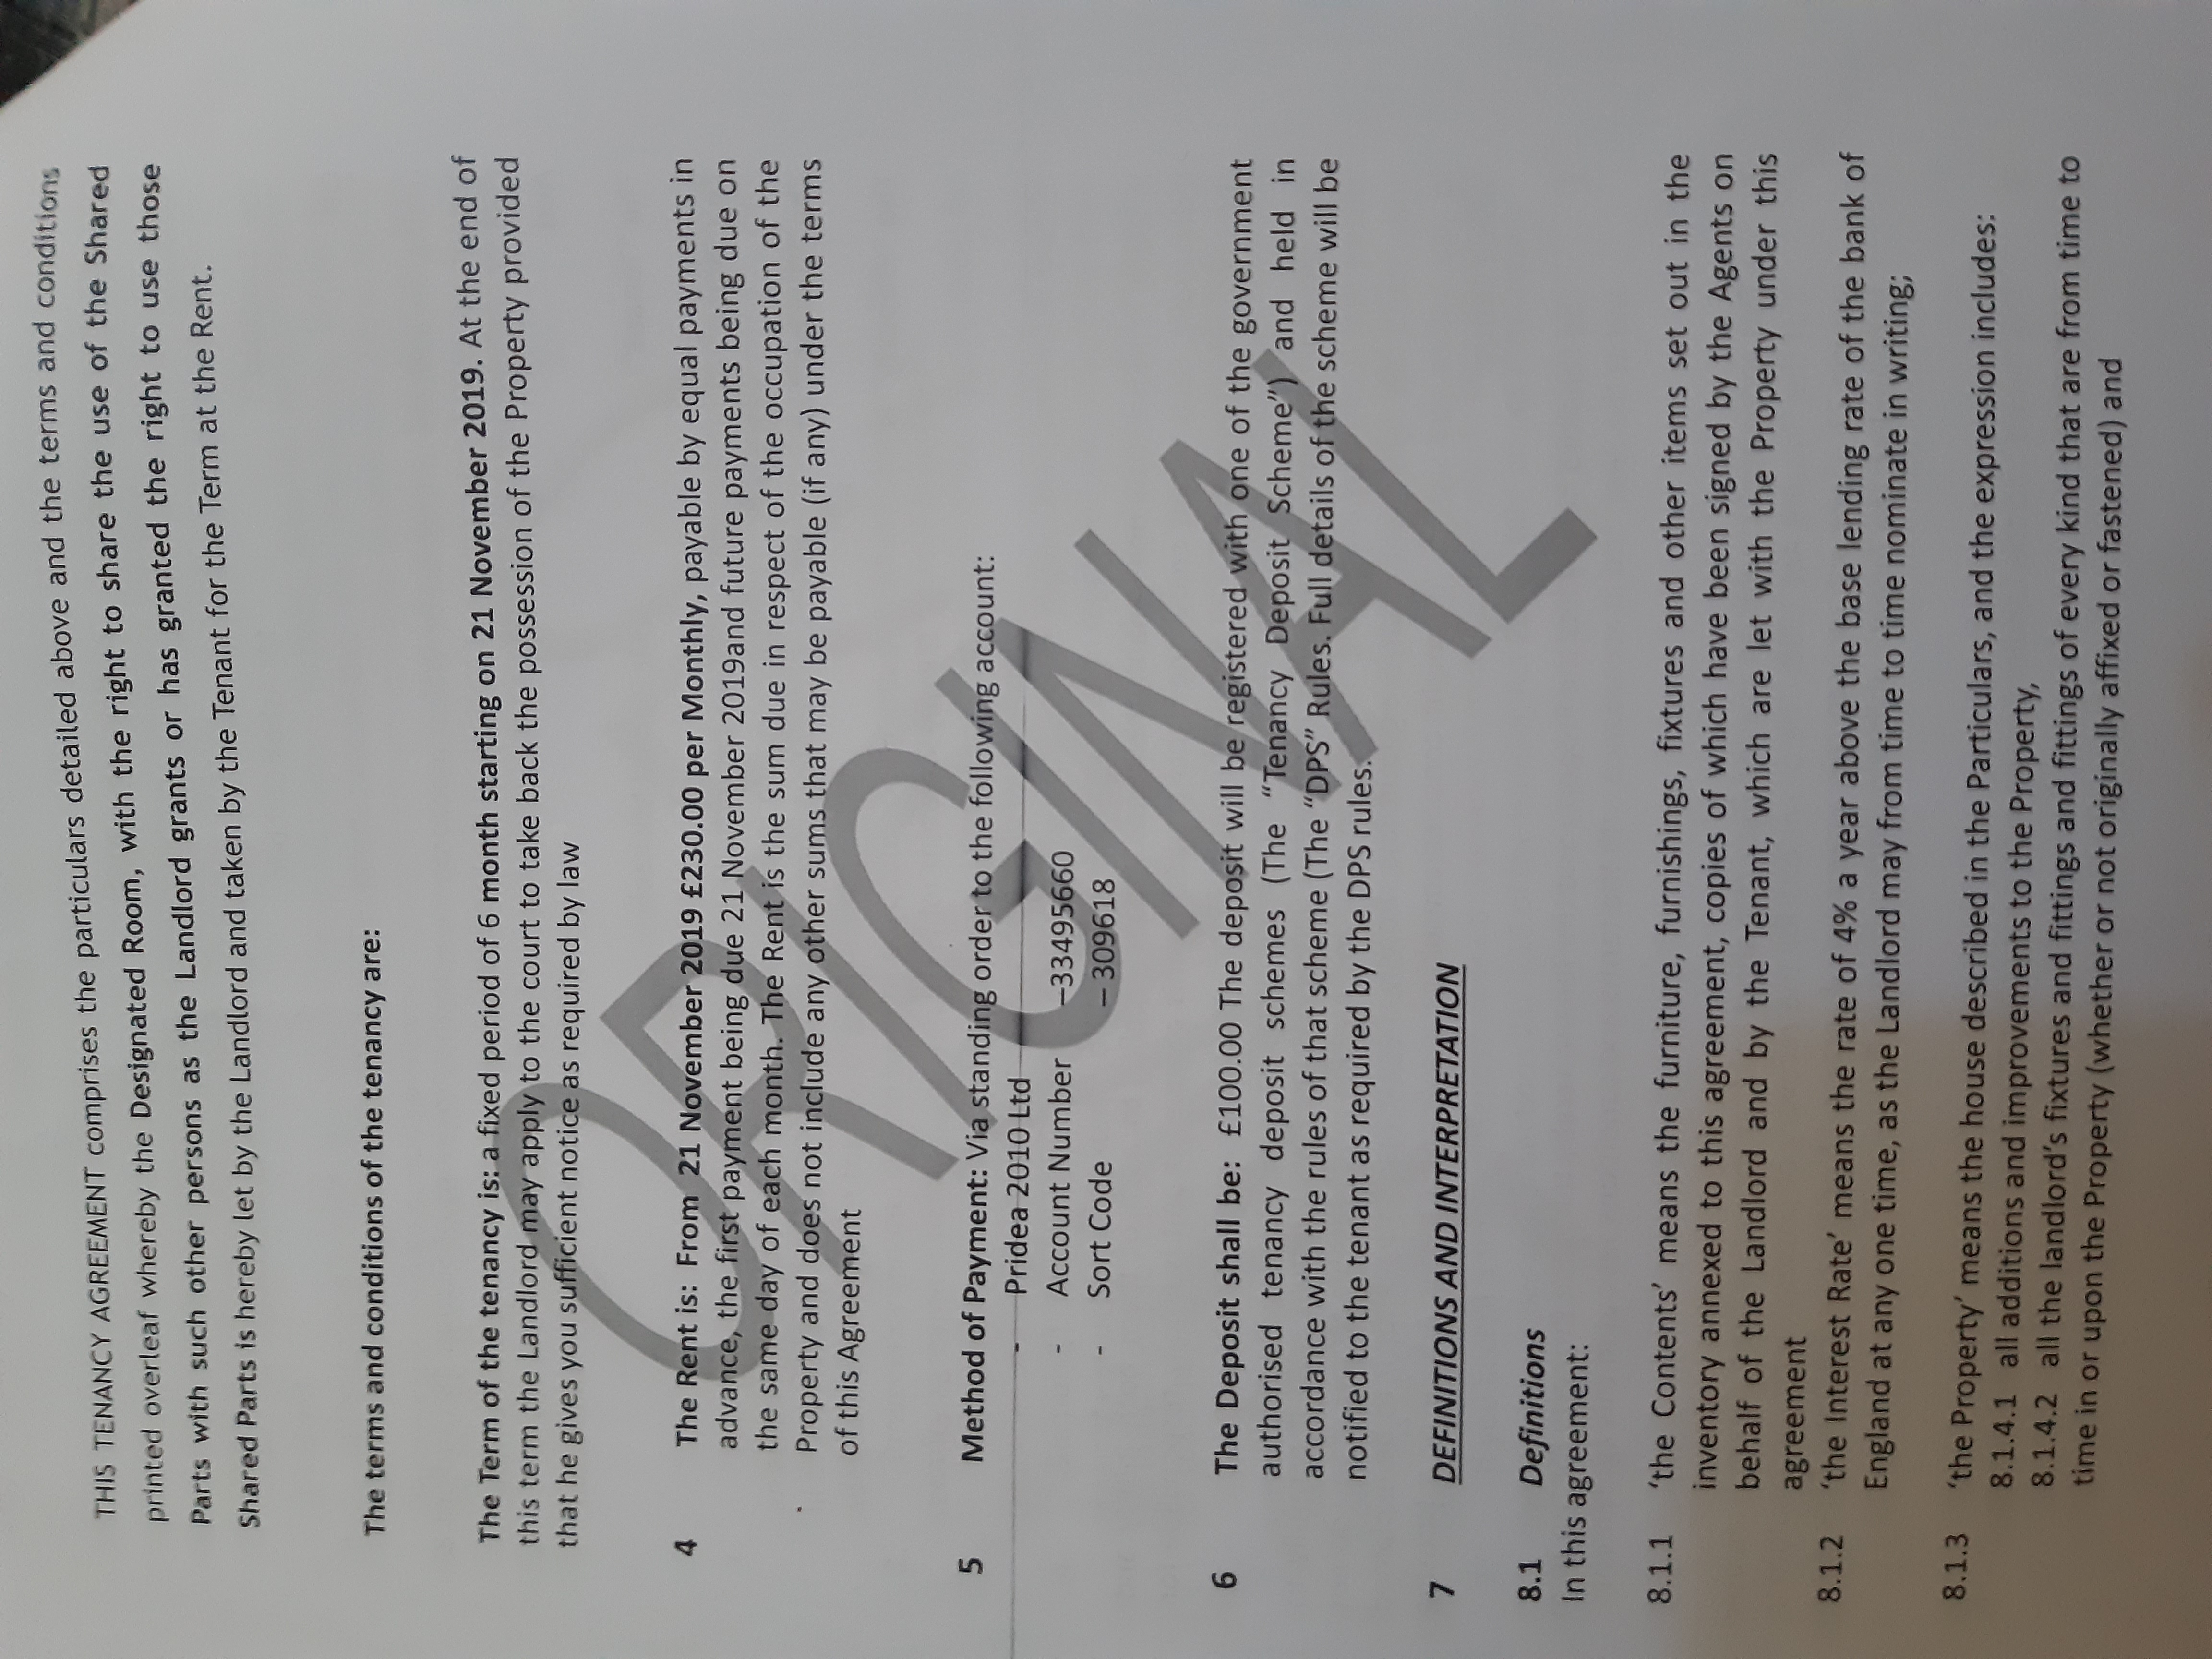 THIS TENANCY AGREEMENT comprises the particulars detailed above and the terms and conditions
printed overleaf whereby the Designated Room, with the right to share the use of the Shared
Parts with such other persons as the Landlord grants or has granted the right to use those
Shared Parts is hereby let by the Landlord and taken by the Tenant for the Term at the Rent.
The terms and conditions of the tenancy are:
The Term of the tenancy is: a fixed period of 6 month starting on 21 November 2019. At the end of
this term the Landlord may apply to the court to take back the possession of the Property provided
that he gives you sufficient notice as required by law
4 The Rent is: From 21 November 2019 £230.00 per Monthly, payable by equal payments in
advance, the first payment being due 21 November 2019and future payments being due on
the same day of each month. The Rent is the sum due in respect of the occupation of the
Property and does not include any other sums that may be payable (if any) under the terms
of this Agreement
5 Method of Payment: Via standing order to the following account:
- Pridea 2010 Ltd
- Account Number –33495660
- Sort Code – 309618
6 The Deposit shall be: £100.00 The deposit will be registered with one of the government
authorised tenancy deposit schemes (The “Tenancy Deposit Scheme”) and held in
accordance with the rules of that scheme (The “DPS” Rules. Full details of the scheme will be
notified to the tenant as required by the DPS rules.
7 DEFINITIONS AND INTERPRETATION
8.1 Definitions
In this agreement:
8.1.1 ‘the Contents’ means the furniture, furnishings, fixtures and other items set out in the
inventory annexed to this agreement, copies of which have been signed by the Agents on
behalf of the Landlord and by the Tenant, which are let with the Property under this
agreement
8.1.2 ‘the Interest Rate’ means the rate of 4% a year above the base lending rate of the bank of
England at any one time, as the Landlord may from time to time nominate in writing;
8.1.3 ‘the Property’ means the house described in the Particulars, and the expression includes:
8.1.4.1 all additions and improvements to the Property,
8.1.4.2 all the landlord’s fixtures and fittings and fittings of every kind that are from time to
time in or upon the Property (whether or not originally affixed or fastened) and
ORIGINAL